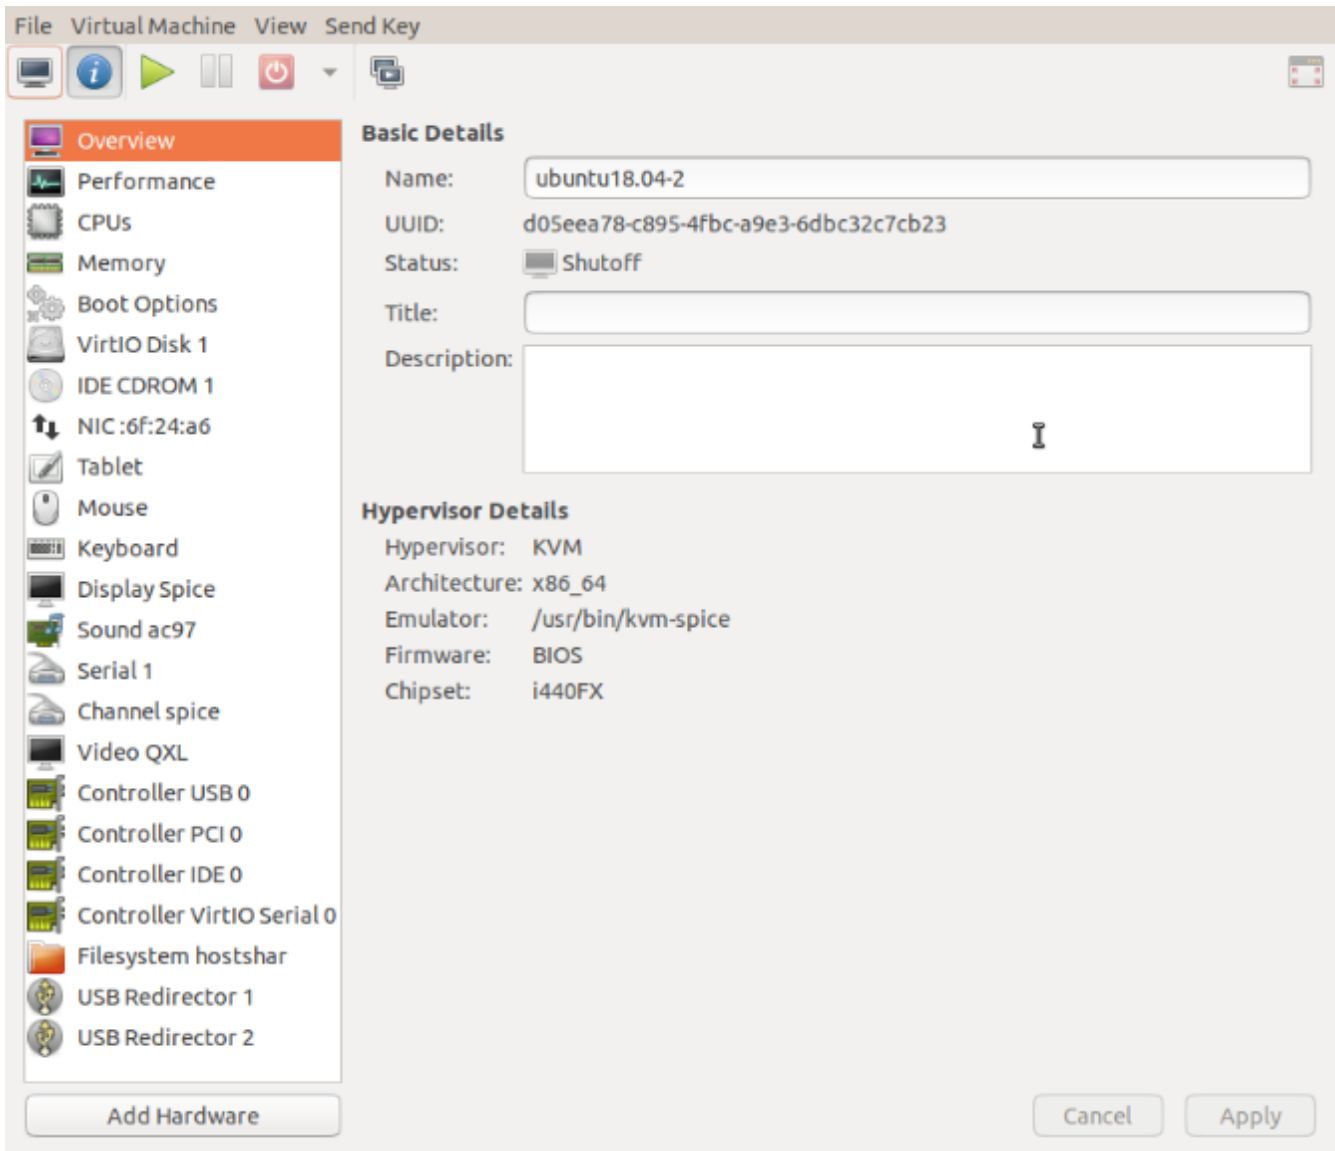 File Virtual Machine View Send Key
Overview
Performance
CPUs
Memory
Boot Options
VirtIO Disk 1
IDE CDROM 1
NIC :6f:24:a6
Tablet
Mouse
Keyboard
Display Spice
Sound ac97
Serial 1
Channel spice
Video QXL
Controller USB 0
Controller PCI 0
Controller IDE 0
Controller VirtIO Serial 0
Filesystem hostshar
USB Redirector 1
USB Redirector 2
Add Hardware
Basic Details
Name: ubuntu18.04-2
UUID: d05eea78-c895-4fbc-a9e3-6dbc32c7cb23
Status: Shutoff
Title:
Description:
Hypervisor Details
Hypervisor: KVM
Architecture: x86_64
Emulator: /usr/bin/kvm-spice
Firmware: BIOS
Chipset: i440FX
Cancel Apply